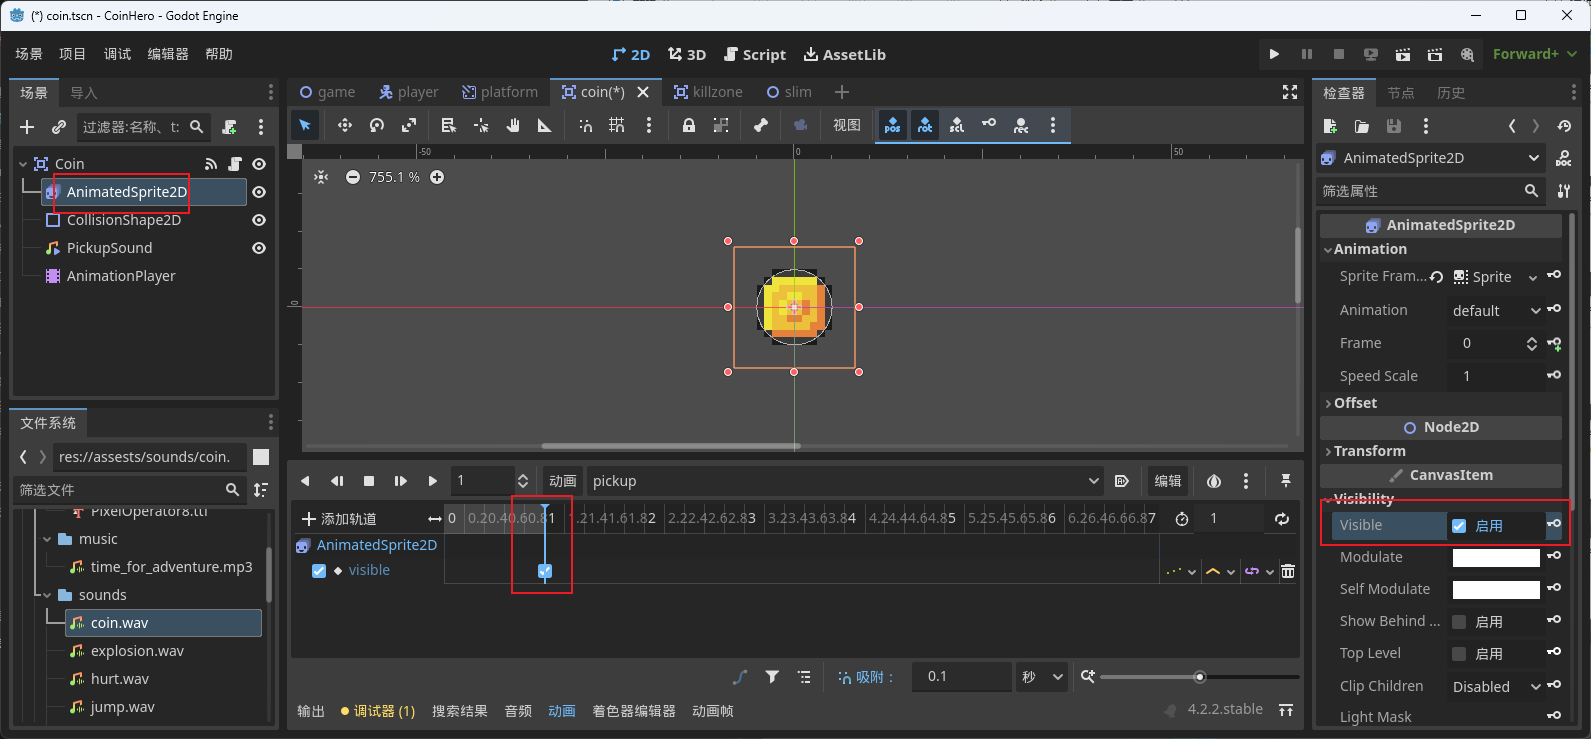 (*) coin.tscn - CoinHero - Godot Engine
场景 项目 调试 编辑器 帮助
2D 3D Script AssetLib
Forward+
场景 导入
game player platform coin(*) killzone slim
检查器 节点 历史
过滤器:名称、t:
pos rot scl rec
视图
Coin
AnimatedSprite2D
CollisionShape2D
PickupSound
AnimationPlayer
-50 0 50
0
755.1 %
AnimatedSprite2D
DOC
筛选属性
AnimatedSprite2D
Animation
Sprite Fram... Sprite
Animation default
Frame 0
Speed Scale 1
Offset
Node2D
Transform
CanvasItem
Visibility
Visible 启用
Modulate
Self Modulate
Show Behind ... 启用
Top Level 启用
Clip Children Disabled
Light Mask
文件系统
res://assests/sounds/coin.
筛选文件
PixelOperator8.ttf
music
time_for_adventure.mp3
sounds
coin.wav
explosion.wav
hurt.wav
jump.wav
1 动画 pickup 编辑
添加轨道 0 0.20.40.60.81 1.21.41.61.82 2.22.42.62.83 3.23.43.63.84 4.24.44.64.85 5.25.45.65.86 6.26.46.66.87 1
AnimatedSprite2D
visible
吸附： 0.1 秒
输出 调试器 (1) 搜索结果 音频 动画 着色器编辑器 动画帧
4.2.2.stable